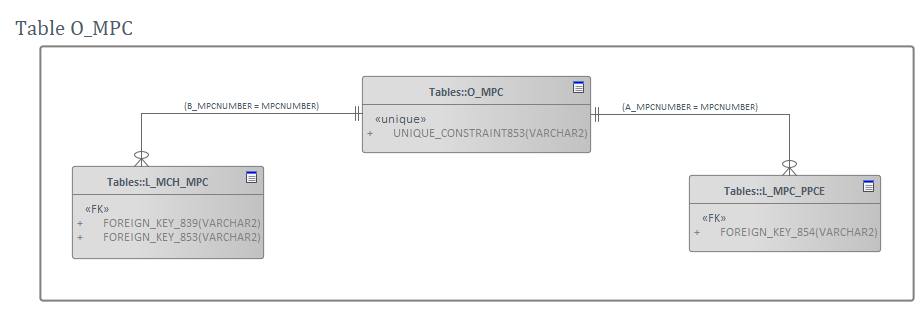 Table O_MPC
Tables::O_MPC
«unique»
+ UNIQUE_CONSTRAINT853(VARCHAR2)
(B_MPCNUMBER = MPCNUMBER)
(A_MPCNUMBER = MPCNUMBER)
Tables::L_MCH_MPC
«FK»
+ FOREIGN_KEY_839(VARCHAR2)
+ FOREIGN_KEY_853(VARCHAR2)
Tables::L_MPC_PPCE
«FK»
+ FOREIGN_KEY_854(VARCHAR2)